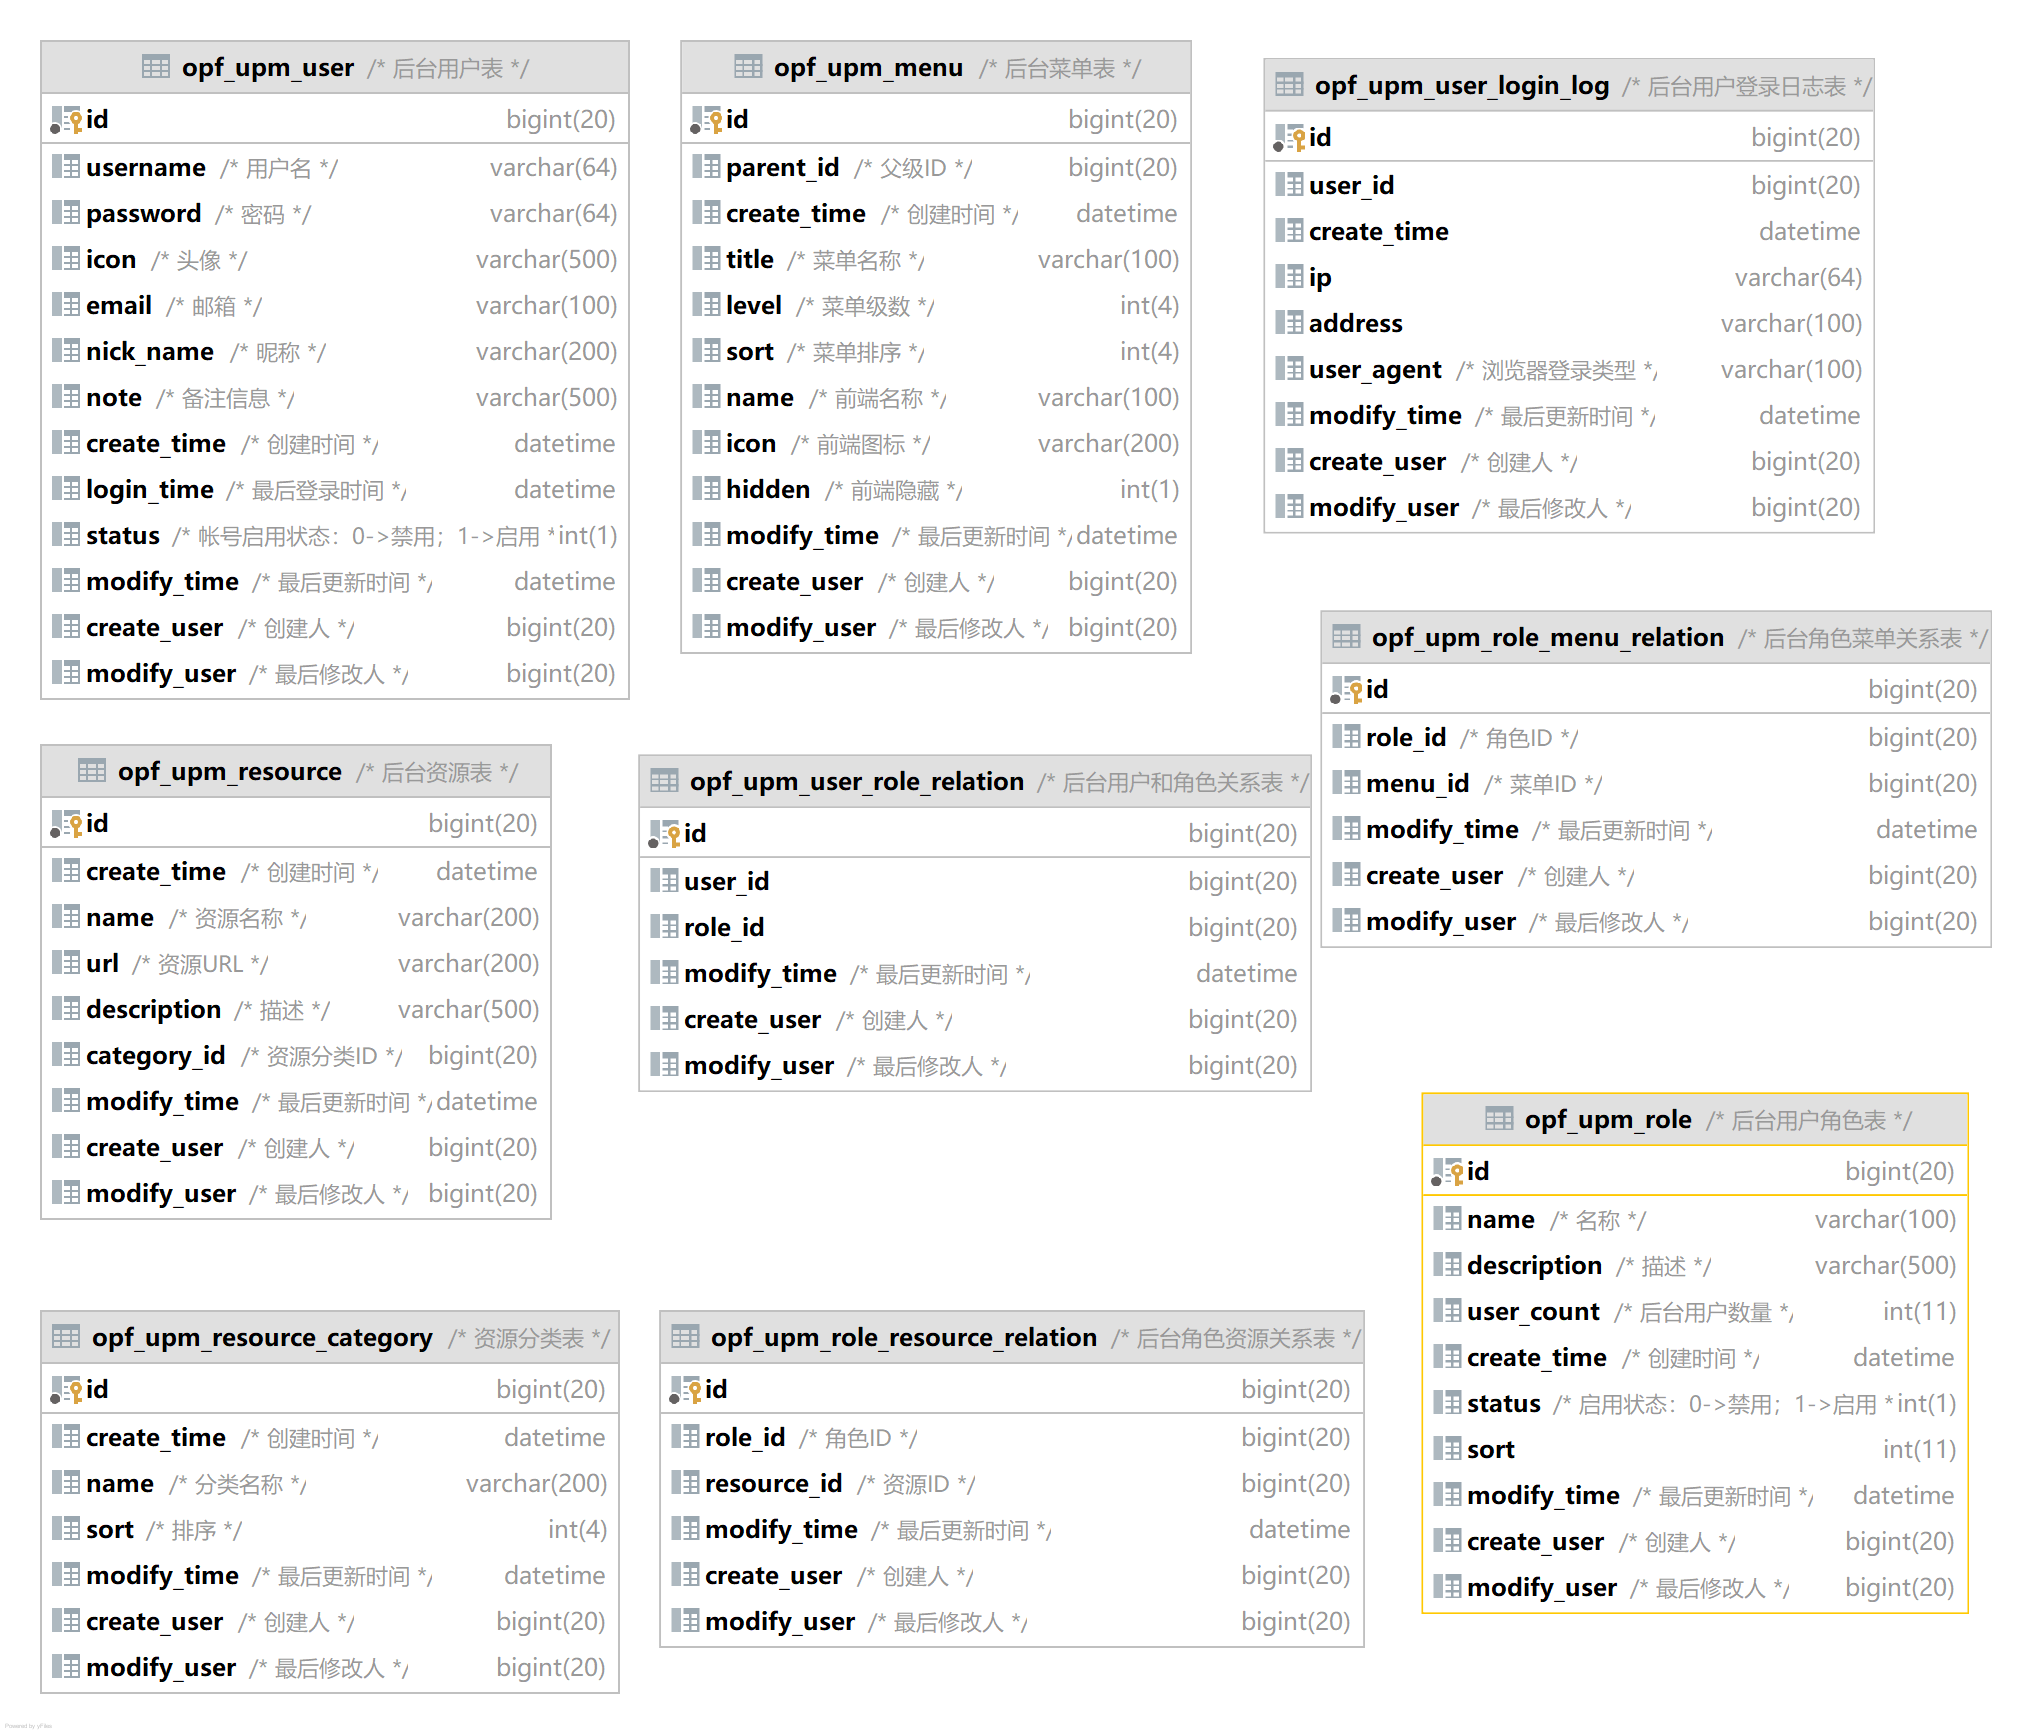 opf_upm_user /* 后台用户表 */
id bigint(20)
username /* 用户名 */ varchar(64)
password /* 密码 */ varchar(64)
icon /* 头像 */ varchar(500)
email /* 邮箱 */ varchar(100)
nick_name /* 昵称 */ varchar(200)
note /* 备注信息 */ varchar(500)
create_time /* 创建时间 */ datetime
login_time /* 最后登录时间 */ datetime
status /* 帐号启用状态：0->禁用；1->启用 * int(1)
modify_time /* 最后更新时间 */ datetime
create_user /* 创建人 */ bigint(20)
modify_user /* 最后修改人 */ bigint(20)
opf_upm_menu /* 后台菜单表 */
id bigint(20)
parent_id /* 父级ID */ bigint(20)
create_time /* 创建时间 */ datetime
title /* 菜单名称 */ varchar(100)
level /* 菜单级数 */ int(4)
sort /* 菜单排序 */ int(4)
name /* 前端名称 */ varchar(100)
icon /* 前端图标 */ varchar(200)
hidden /* 前端隐藏 */ int(1)
modify_time /* 最后更新时间 */ datetime
create_user /* 创建人 */ bigint(20)
modify_user /* 最后修改人 */ bigint(20)
opf_upm_user_login_log /* 后台用户登录日志表 */
id bigint(20)
user_id bigint(20)
create_time datetime
ip varchar(64)
address varchar(100)
user_agent /* 浏览器登录类型 */ varchar(100)
modify_time /* 最后更新时间 */ datetime
create_user /* 创建人 */ bigint(20)
modify_user /* 最后修改人 */ bigint(20)
opf_upm_role_menu_relation /* 后台角色菜单关系表 */
id bigint(20)
role_id /* 角色ID */ bigint(20)
menu_id /* 菜单ID */ bigint(20)
modify_time /* 最后更新时间 */ datetime
create_user /* 创建人 */ bigint(20)
modify_user /* 最后修改人 */ bigint(20)
opf_upm_resource /* 后台资源表 */
id bigint(20)
create_time /* 创建时间 */ datetime
name /* 资源名称 */ varchar(200)
url /* 资源URL */ varchar(200)
description /* 描述 */ varchar(500)
category_id /* 资源分类ID */ bigint(20)
modify_time /* 最后更新时间 */ datetime
create_user /* 创建人 */ bigint(20)
modify_user /* 最后修改人 */ bigint(20)
opf_upm_user_role_relation /* 后台用户和角色关系表 */
id bigint(20)
user_id bigint(20)
role_id bigint(20)
modify_time /* 最后更新时间 */ datetime
create_user /* 创建人 */ bigint(20)
modify_user /* 最后修改人 */ bigint(20)
opf_upm_role /* 后台用户角色表 */
id bigint(20)
name /* 名称 */ varchar(100)
description /* 描述 */ varchar(500)
user_count /* 后台用户数量 */ int(11)
create_time /* 创建时间 */ datetime
status /* 启用状态：0->禁用；1->启用 * int(1)
sort int(11)
modify_time /* 最后更新时间 */ datetime
create_user /* 创建人 */ bigint(20)
modify_user /* 最后修改人 */ bigint(20)
opf_upm_resource_category /* 资源分类表 */
id bigint(20)
create_time /* 创建时间 */ datetime
name /* 分类名称 */ varchar(200)
sort /* 排序 */ int(4)
modify_time /* 最后更新时间 */ datetime
create_user /* 创建人 */ bigint(20)
modify_user /* 最后修改人 */ bigint(20)
opf_upm_role_resource_relation /* 后台角色资源关系表 */
id bigint(20)
role_id /* 角色ID */ bigint(20)
resource_id /* 资源ID */ bigint(20)
modify_time /* 最后更新时间 */ datetime
create_user /* 创建人 */ bigint(20)
modify_user /* 最后修改人 */ bigint(20)
Powered by yFiles